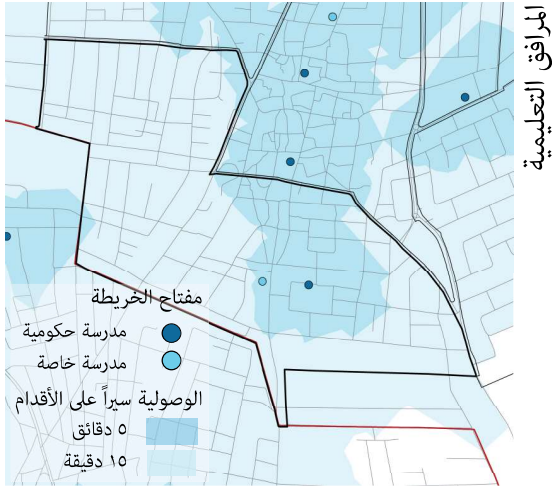 المرافق التعليمية
مفتاح الخريطة
مدرسة حكومية
مدرسة خاصة
الوصولية سيراً على الأقدام
٥ دقائق
١٥ دقيقة